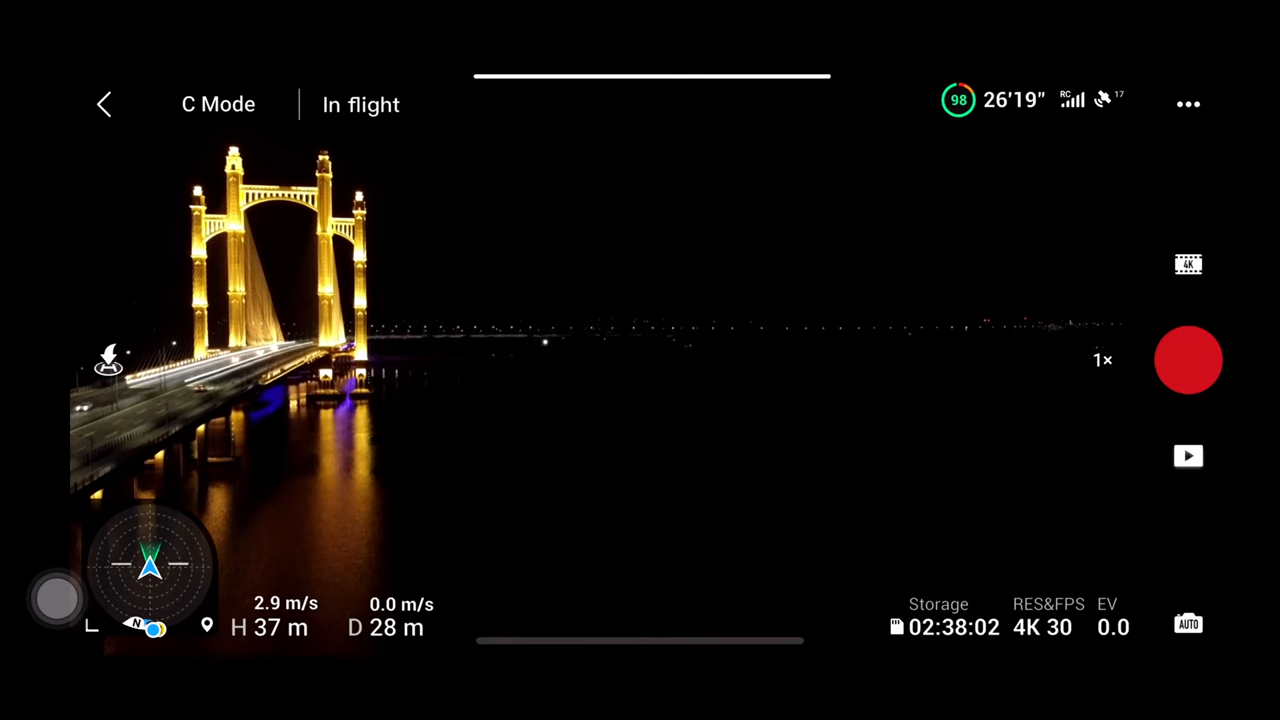 C Mode
In flight
98
26'19"
RC
17
4K
1×
2.9 m/s
0.0 m/s
H 37 m
D 28 m
N
Storage
RES&FPS
EV
02:38:02
4K 30
0.0
AUTO